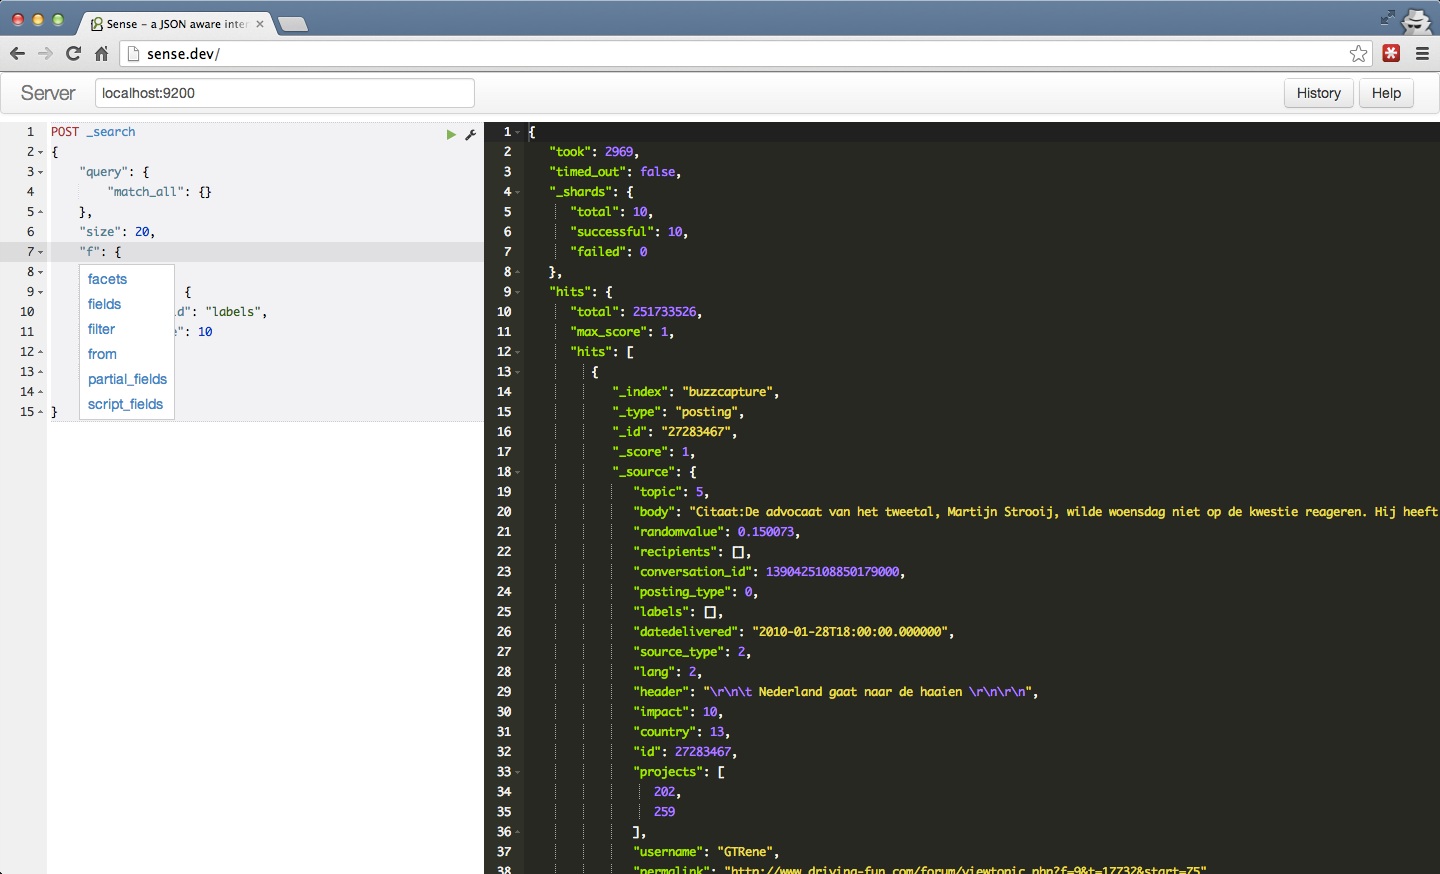 Sense – a JSON aware inter
sense.dev/
Server
localhost:9200
History
Help
1 POST _search
2 {
3 "query": {
4 "match_all": {}
5 },
6 "size": 20,
7 "f": {
8
9 {
10 d": "labels",
11 ": 10
12
13
14
15 }
facets
fields
filter
from
partial_fields
script_fields
1 {
2 "took": 2969,
3 "timed_out": false,
4 "_shards": {
5 "total": 10,
6 "successful": 10,
7 "failed": 0
8 },
9 "hits": {
10 "total": 251733526,
11 "max_score": 1,
12 "hits": [
13 {
14 "_index": "buzzcapture",
15 "_type": "posting",
16 "_id": "27283467",
17 "_score": 1,
18 "_source": {
19 "topic": 5,
20 "body": "Citaat:De advocaat van het tweetal, Martijn Strooij, wilde woensdag niet op de kwestie reageren. Hij heeft
21 "randomvalue": 0.150073,
22 "recipients": [],
23 "conversation_id": 1390425108850179000,
24 "posting_type": 0,
25 "labels": [],
26 "datedelivered": "2010-01-28T18:00:00.000000",
27 "source_type": 2,
28 "lang": 2,
29 "header": "\r\n\t Nederland gaat naar de haaien \r\n\r\n",
30 "impact": 10,
31 "country": 13,
32 "id": 27283467,
33 "projects": [
34 202,
35 259
36 ],
37 "username": "GTRene",
38 "permalink": "http://www.driving-fun.com/forum/viewtopic.php?f=9&t=17732&start=75"